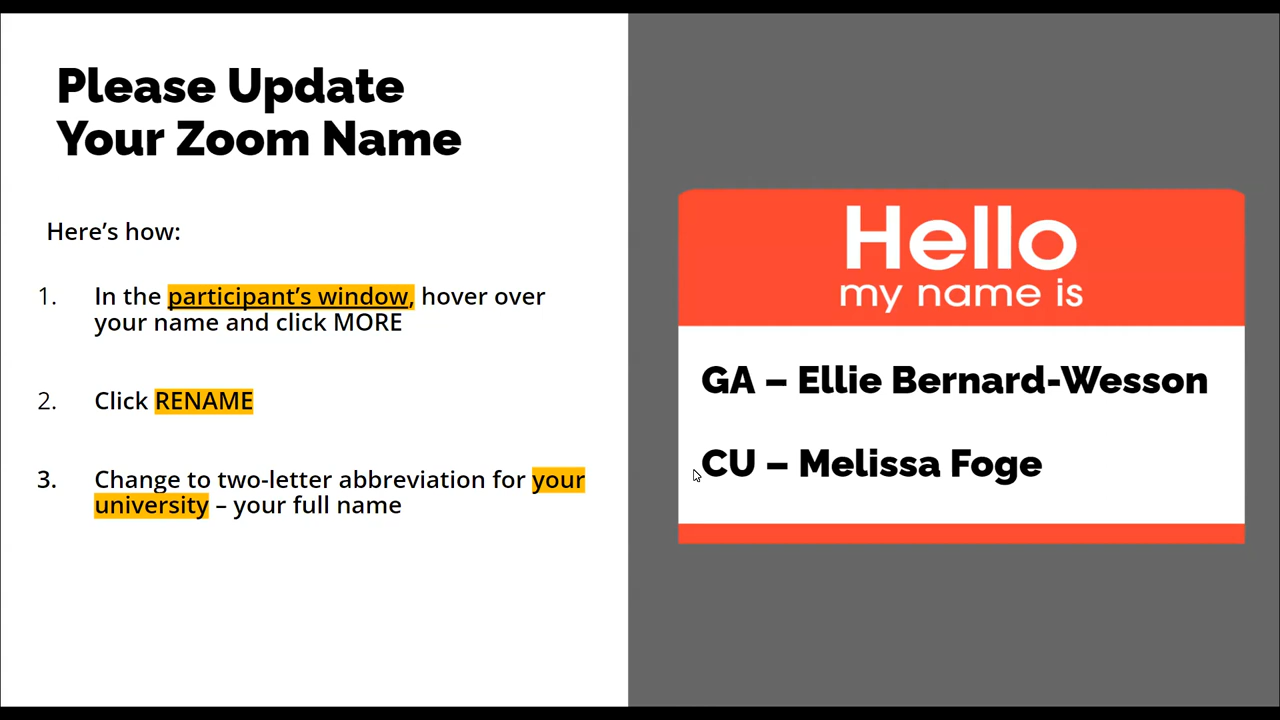 Please Update
Your Zoom Name
Here’s how:
1. In the participant’s window, hover over
your name and click MORE
2. Click RENAME
3. Change to two-letter abbreviation for your
university – your full name
Hello
my name is
GA – Ellie Bernard-Wesson
CU – Melissa Foge